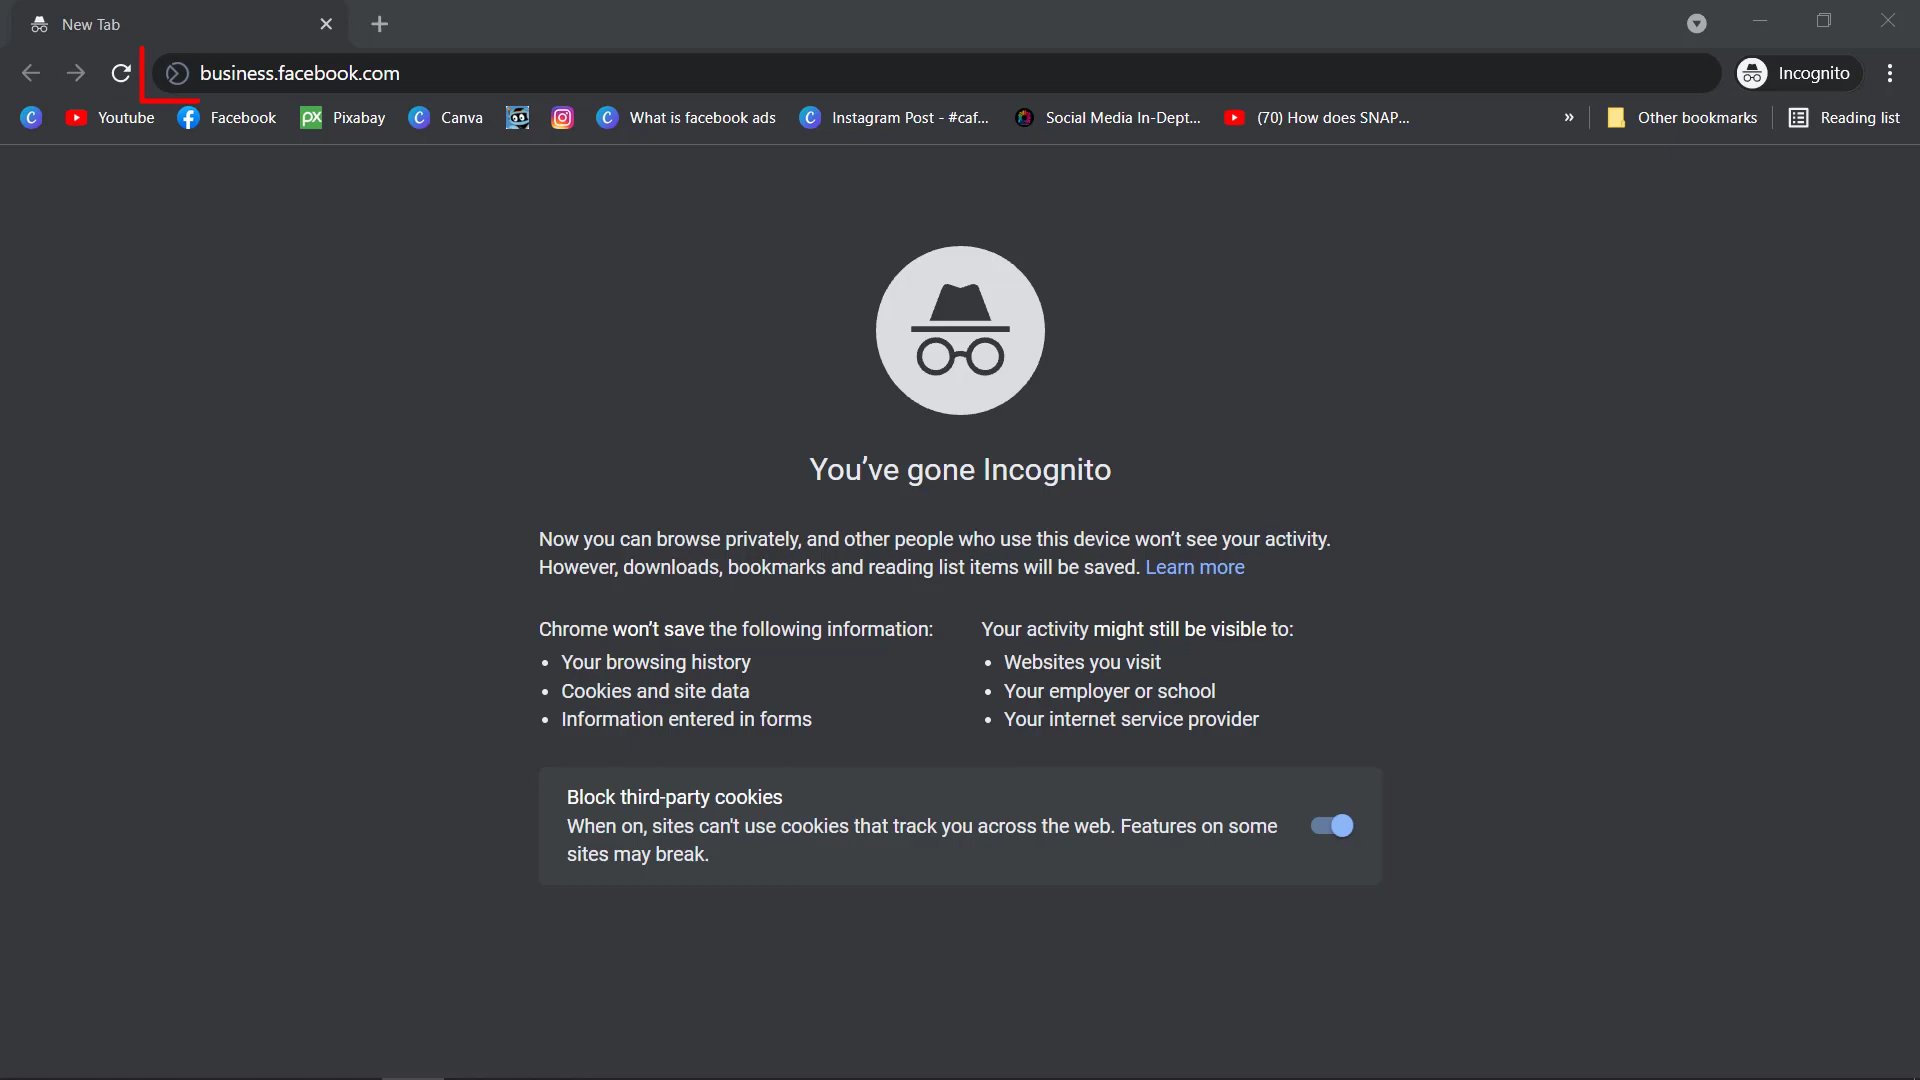 New Tab
business.facebook.com
Incognito
Youtube
Facebook
PX
Pixabay
C
Canva
What is facebook ads
Instagram Post - #caf...
Social Media In-Dept...
(70) How does SNAP...
»
Other bookmarks
Reading list
You've gone Incognito
Now you can browse privately, and other people who use this device won't see your activity.
However, downloads, bookmarks and reading list items will be saved. Learn more
Chrome won't save the following information:
• Your browsing history
• Cookies and site data
• Information entered in forms
Your activity might still be visible to:
• Websites you visit
• Your employer or school
• Your internet service provider
Block third-party cookies
When on, sites can't use cookies that track you across the web. Features on some
sites may break.